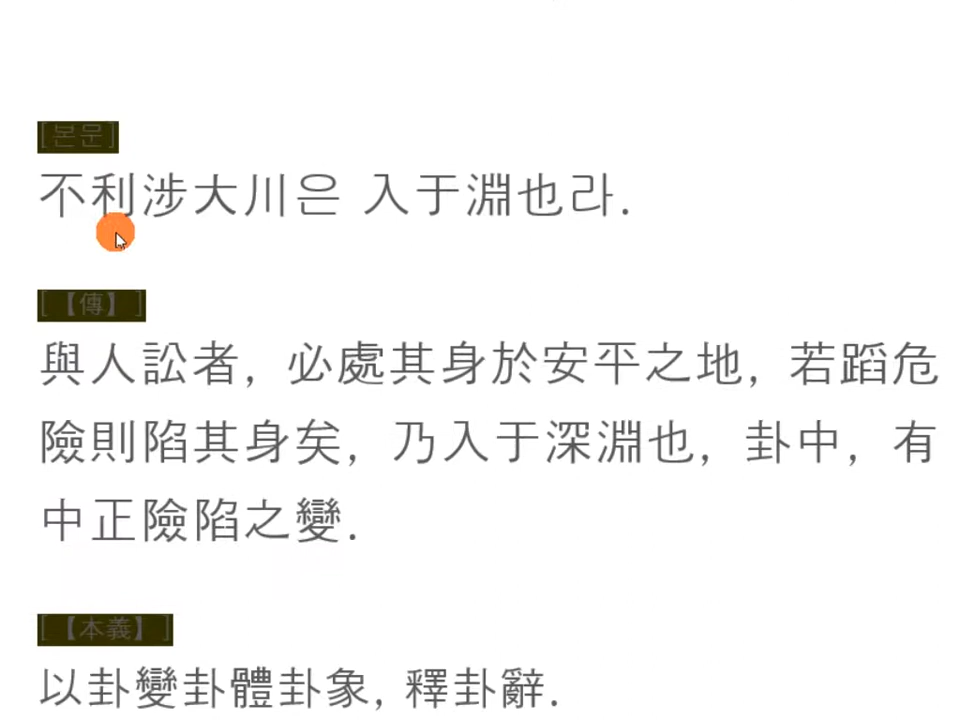 [본문]
不利涉大川은 入于淵也라.
[【傳】]
與人訟者, 必處其身於安平之地, 若蹈危
險則陷其身矣, 乃入于深淵也, 卦中, 有
中正險陷之變.
[【本義】]
以卦變卦體卦象, 釋卦辭.